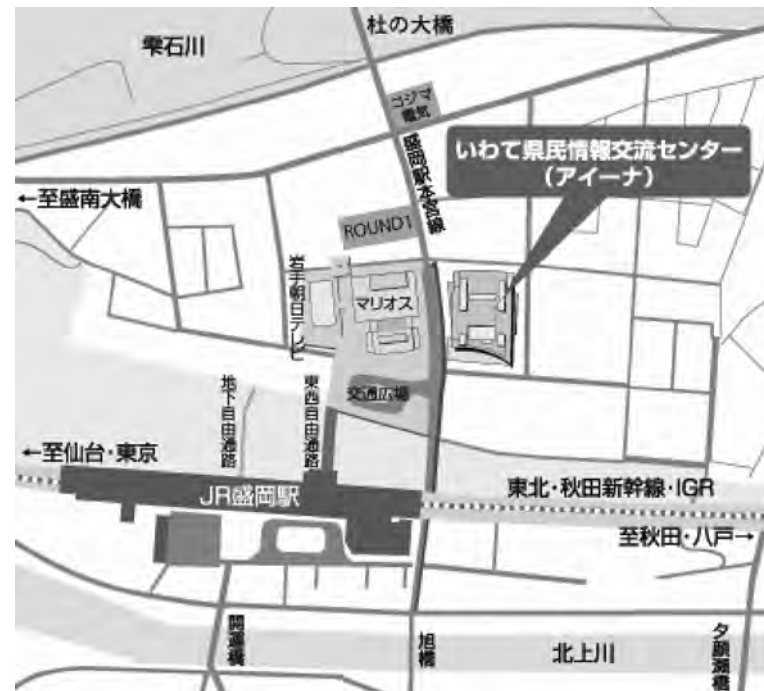 杜の大橋
雫石川
コジマ
電気
盛岡駅本宮線
いわて県民情報交流センター
(アイーナ)
←至盛南大橋
ROUND1
岩手朝日テレビ
マリオス
交通広場
地下自由通路
東西自由通路
←至仙台・東京
JR盛岡駅
東北・秋田新幹線・IGR
至秋田・八戸→
開運橋
旭橋
北上川
夕顔瀬橋